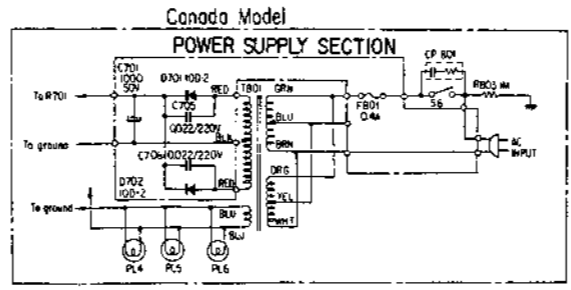 Canada Model
POWER SUPPLY SECTION
C701
1000
50V
D701 10D-2
RED
T801
GRN
CP 801
R803 1M
To R701
C705
0.022/220V
BLU
F801
0.4A
S6
To ground
BLK
BRN
AC
INPUT
C706 0.022/220V
ORG
D702
10D-2
RED
YEL
To ground
BLU
WHT
BLU
PL4
PL5
PL6